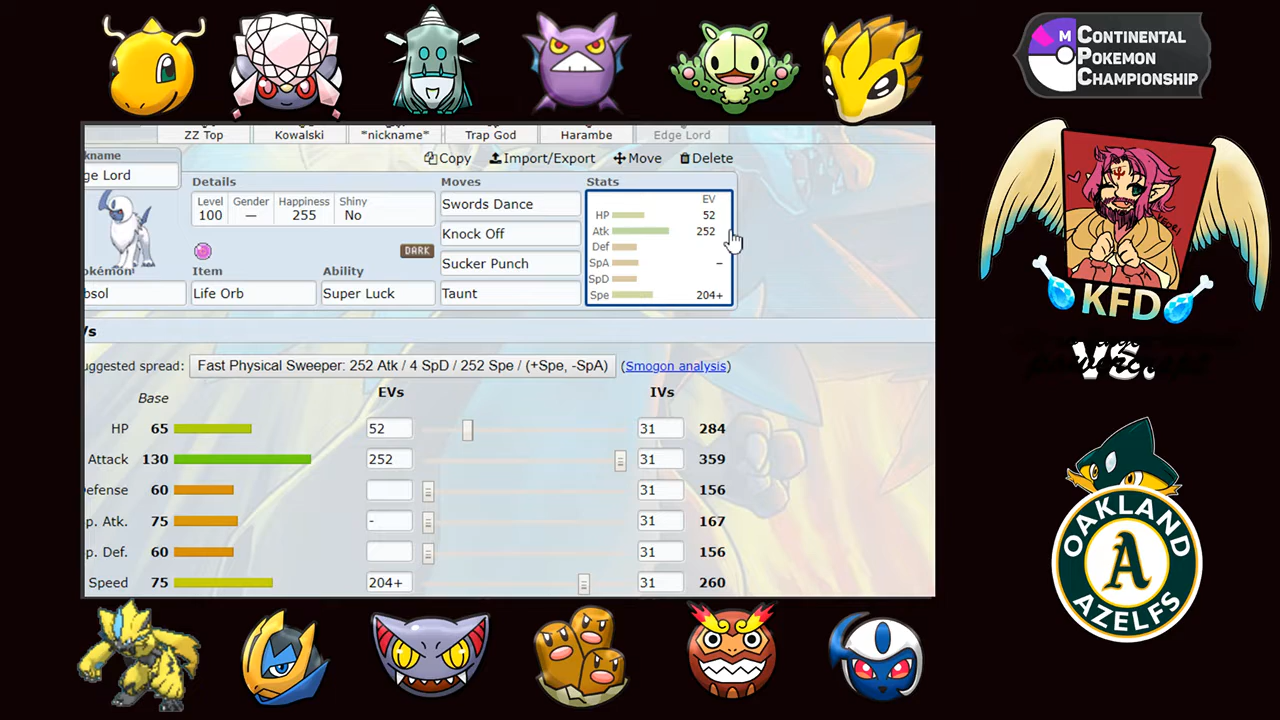 M CONTINENTAL
POKEMON
CHAMPIONSHIP
ZZ Top Kowalski *nickname* Trap God Harambe Edge Lord
Copy Import/Export Move Delete
kname
ge Lord
Details
Level Gender Happiness Shiny
100 — 255 No
DARK
Item Ability
okémon
bsol Life Orb Super Luck
Moves
Swords Dance
Knock Off
Sucker Punch
Taunt
Stats
EV
HP 52
Atk 252
Def
SpA –
SpD
Spe 204+
Vs
uggested spread: Fast Physical Sweeper: 252 Atk / 4 SpD / 252 Spe / (+Spe, -SpA) (Smogon analysis)
Base EVs IVs
HP 65 52 31 284
Attack 130 252 31 359
efense 60 31 156
p. Atk. 75 - 31 167
p. Def. 60 31 156
Speed 75 204+ 31 260
KFD
VS.
OAKLAND
A
AZELFS